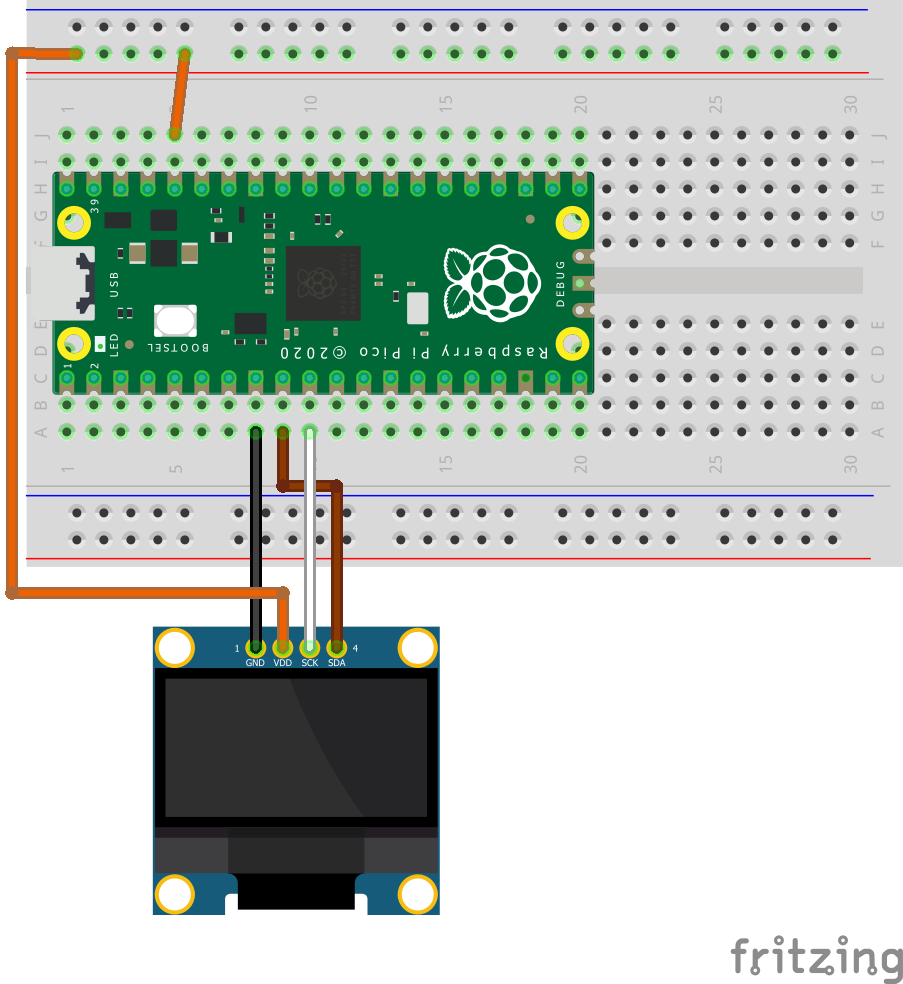 1 10 15 20 25 30
J J
I I
H H
G G
F F
39
USB
DEBUG
E E
LED
BOOTSEL
Raspberry Pi Pico ©2020
D D
1 2
C C
B B
A A
1 5 15 20 25 30
1 GND VDD SCK SDA 4
fritzing